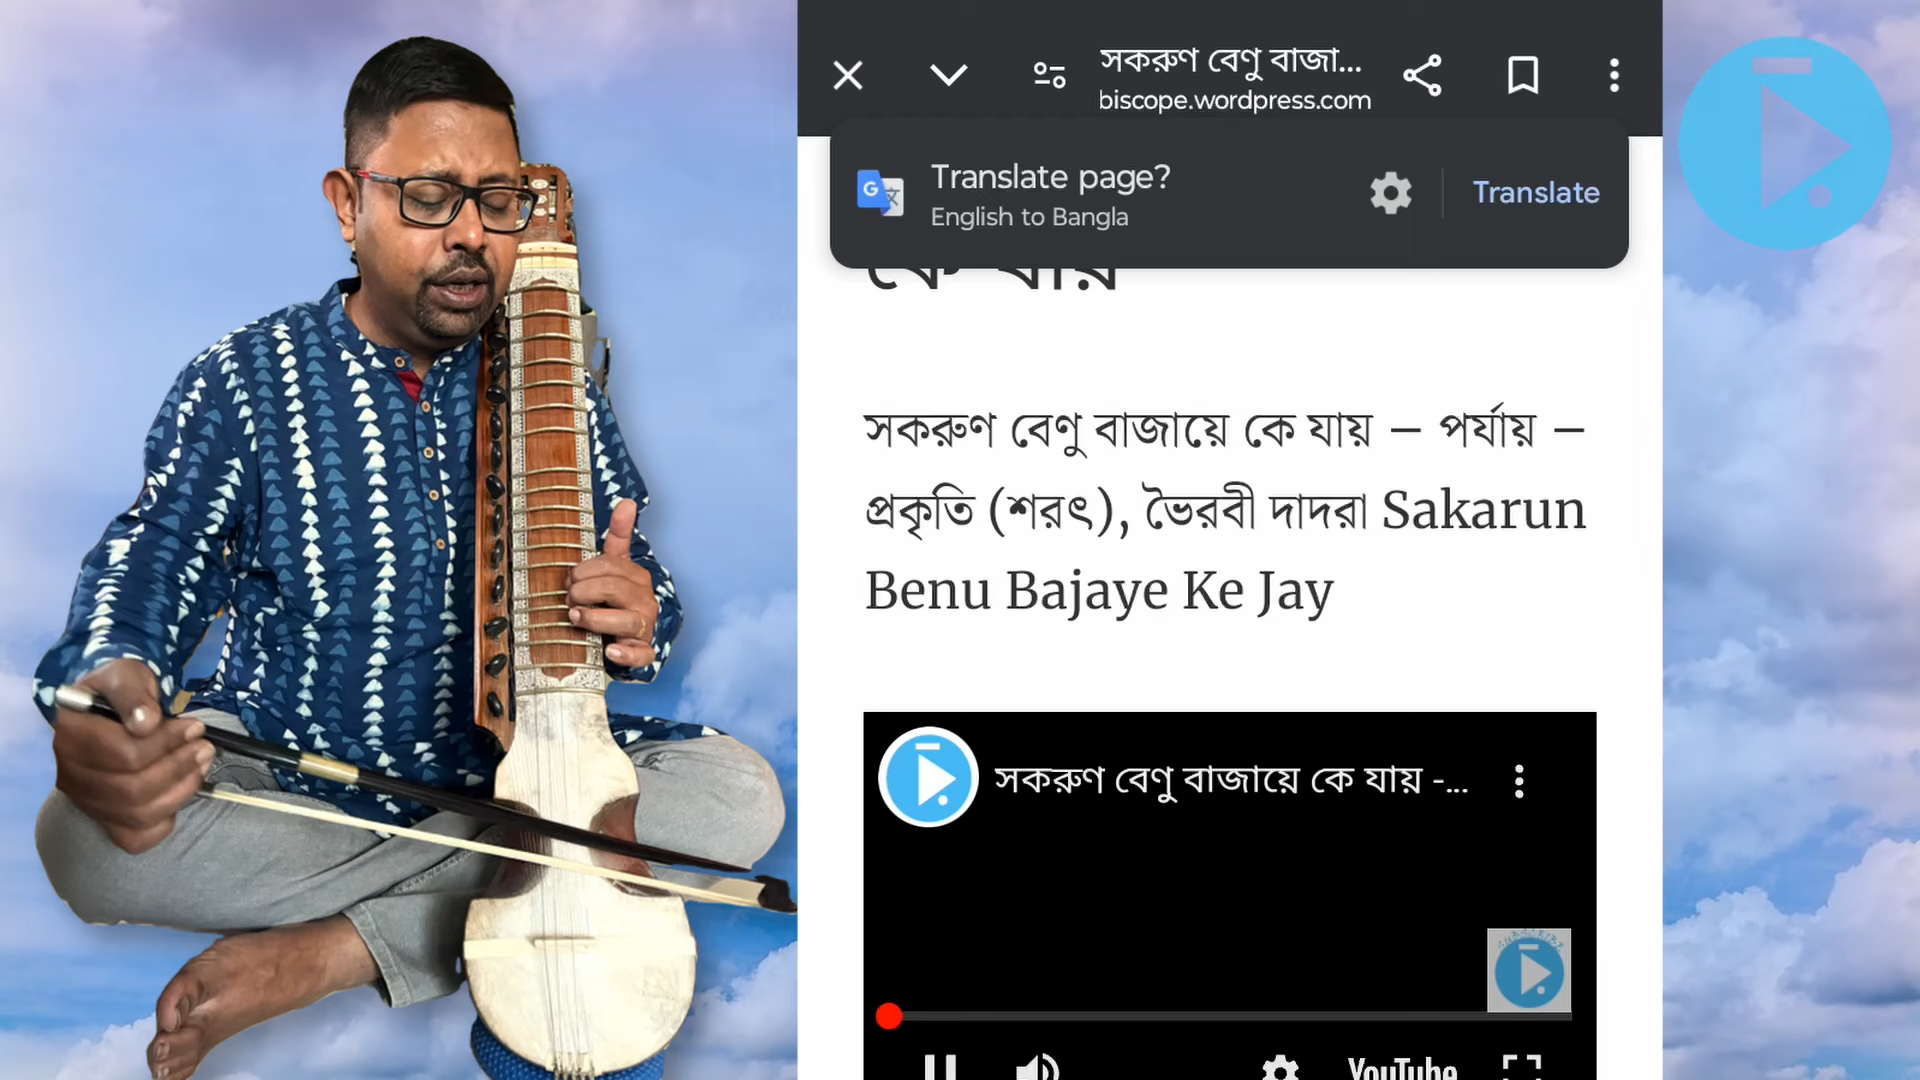 সকরুণ বেণু বাজা...
biscope.wordpress.com
Translate page?
English to Bangla
Translate
কে যায়
সকরুণ বেণু বাজায়ে কে যায় – পর্যায় –
প্রকৃতি (শরৎ), ভৈরবী দাদরা Sakarun
Benu Bajaye Ke Jay
সকরুণ বেণু বাজায়ে কে যায় -...
SUBSCRIBE
YouTube